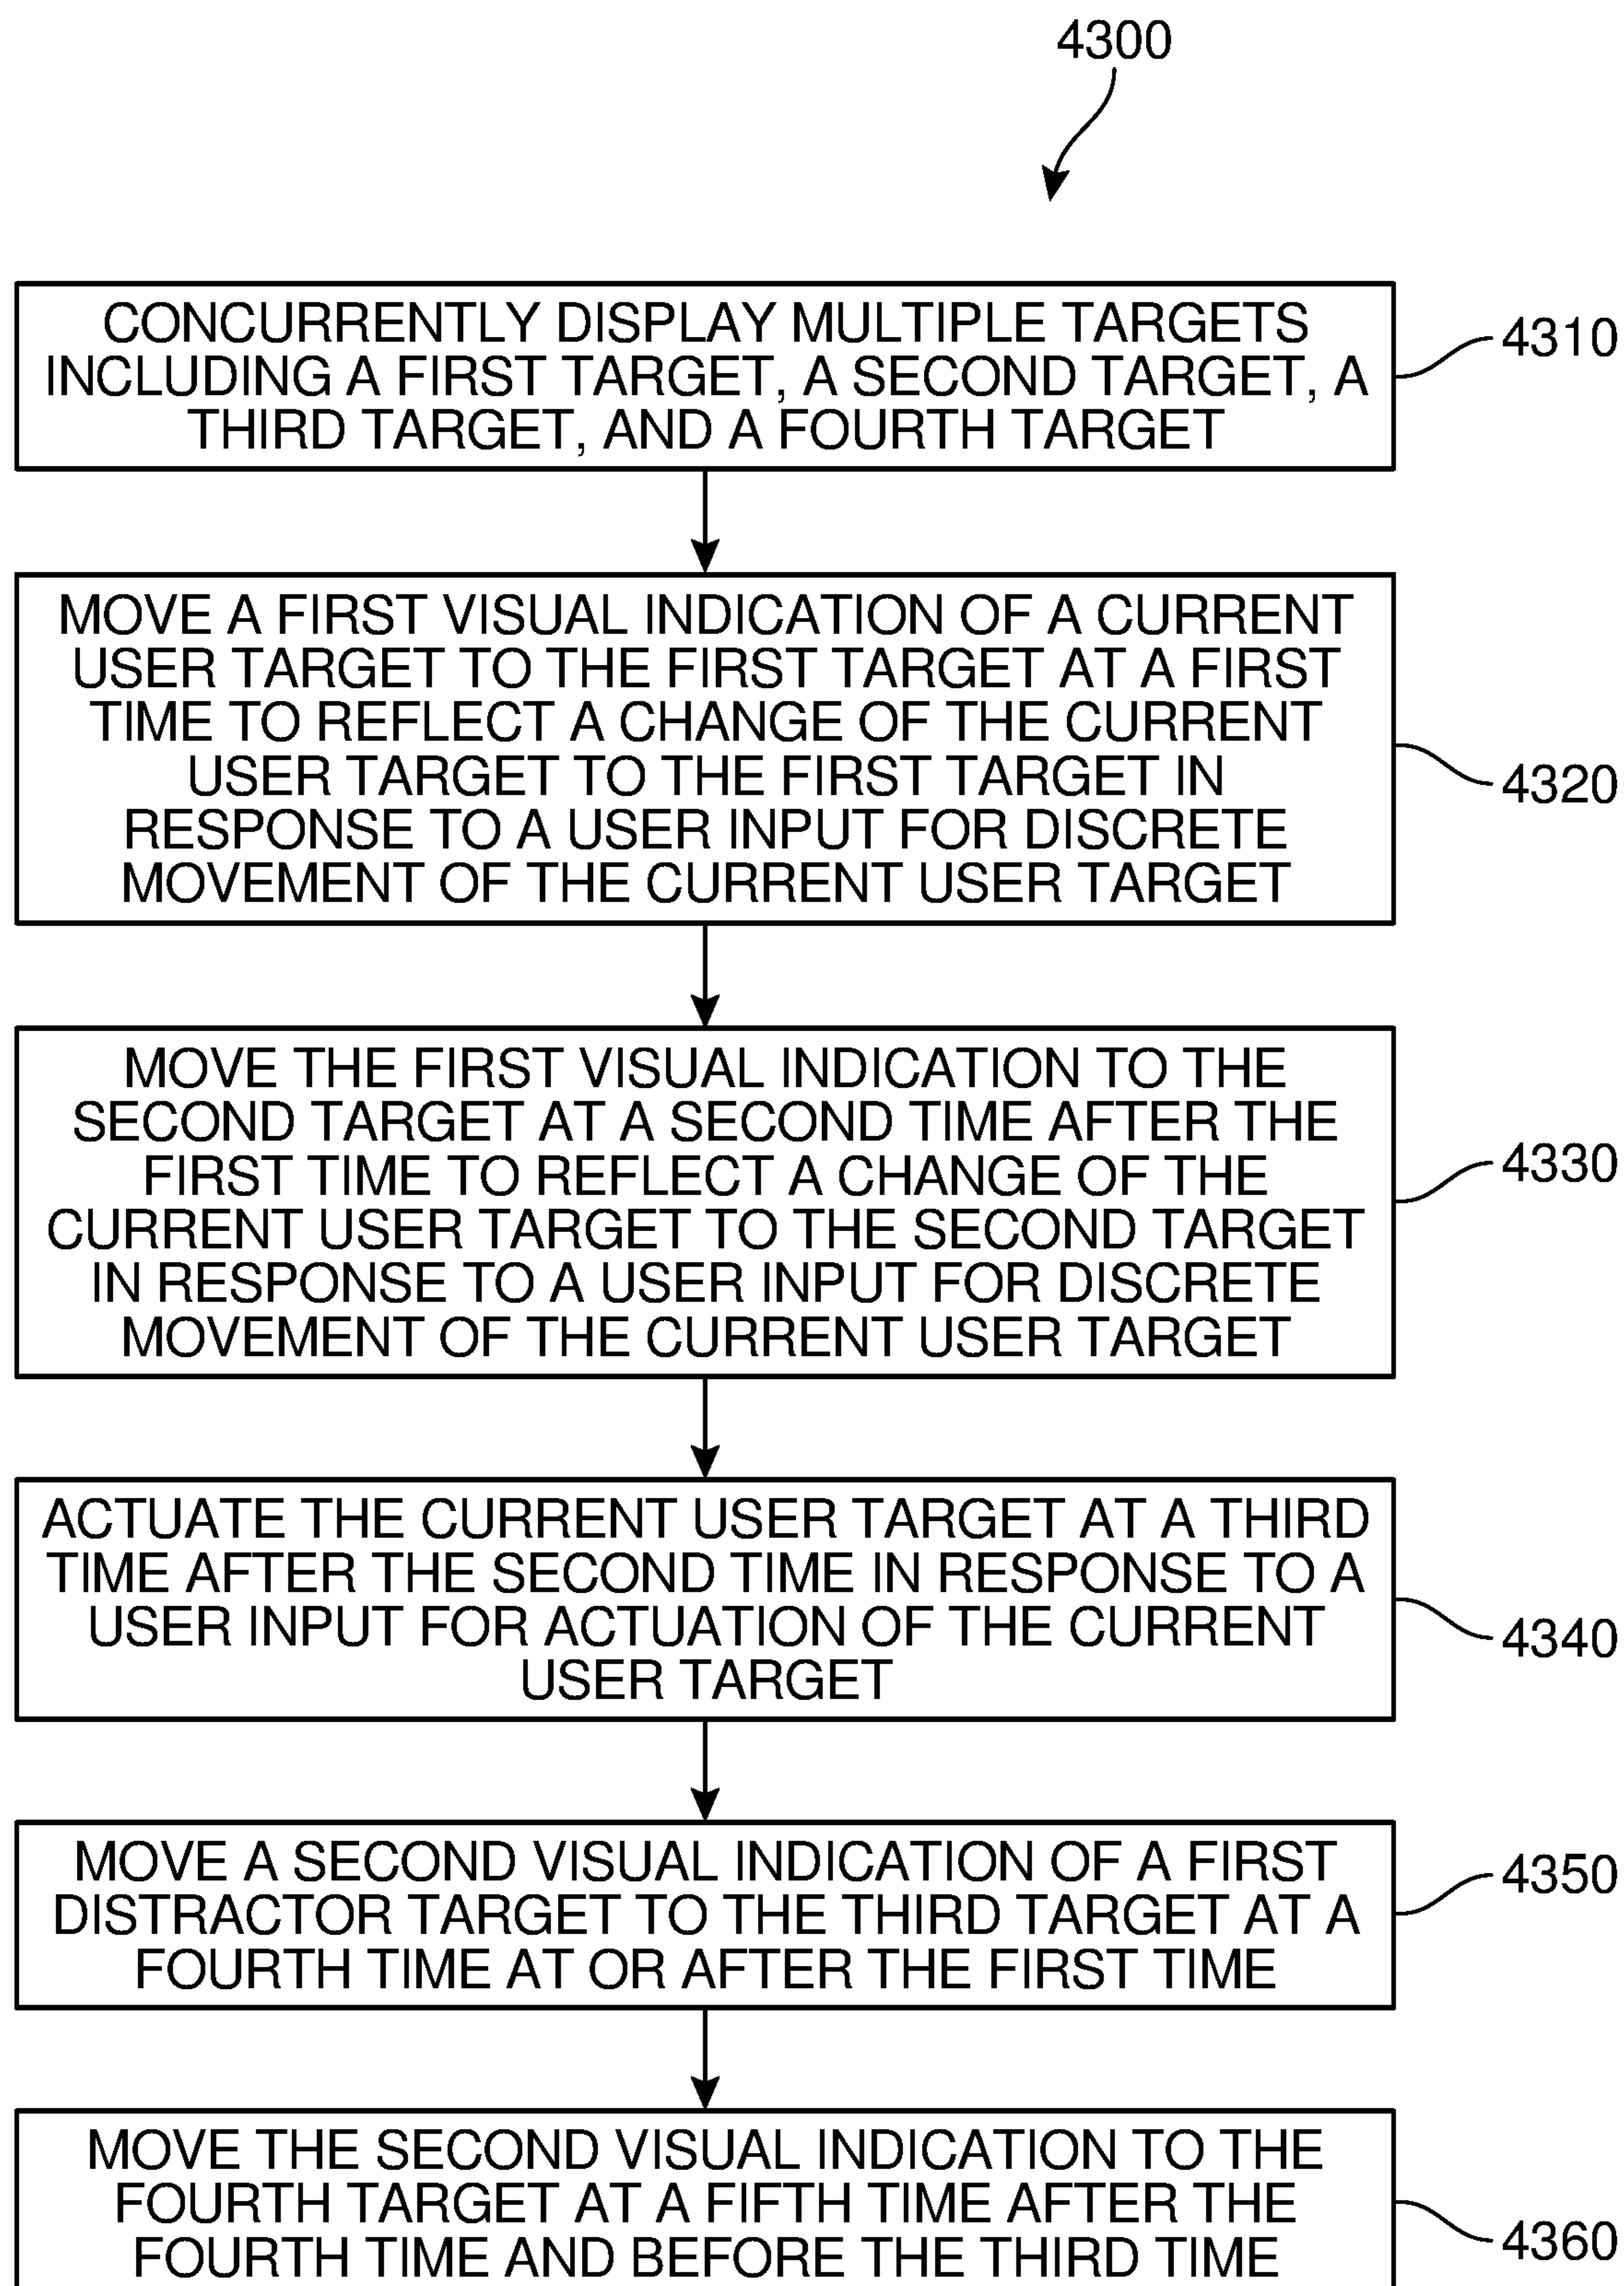 4300
CONCURRENTLY DISPLAY MULTIPLE TARGETS
INCLUDING A FIRST TARGET, A SECOND TARGET, A
THIRD TARGET, AND A FOURTH TARGET
4310
MOVE A FIRST VISUAL INDICATION OF A CURRENT
USER TARGET TO THE FIRST TARGET AT A FIRST
TIME TO REFLECT A CHANGE OF THE CURRENT
USER TARGET TO THE FIRST TARGET IN
RESPONSE TO A USER INPUT FOR DISCRETE
MOVEMENT OF THE CURRENT USER TARGET
4320
MOVE THE FIRST VISUAL INDICATION TO THE
SECOND TARGET AT A SECOND TIME AFTER THE
FIRST TIME TO REFLECT A CHANGE OF THE
CURRENT USER TARGET TO THE SECOND TARGET
IN RESPONSE TO A USER INPUT FOR DISCRETE
MOVEMENT OF THE CURRENT USER TARGET
4330
ACTUATE THE CURRENT USER TARGET AT A THIRD
TIME AFTER THE SECOND TIME IN RESPONSE TO A
USER INPUT FOR ACTUATION OF THE CURRENT
USER TARGET
4340
MOVE A SECOND VISUAL INDICATION OF A FIRST
DISTRACTOR TARGET TO THE THIRD TARGET AT A
FOURTH TIME AT OR AFTER THE FIRST TIME
4350
MOVE THE SECOND VISUAL INDICATION TO THE
FOURTH TARGET AT A FIFTH TIME AFTER THE
FOURTH TIME AND BEFORE THE THIRD TIME
4360